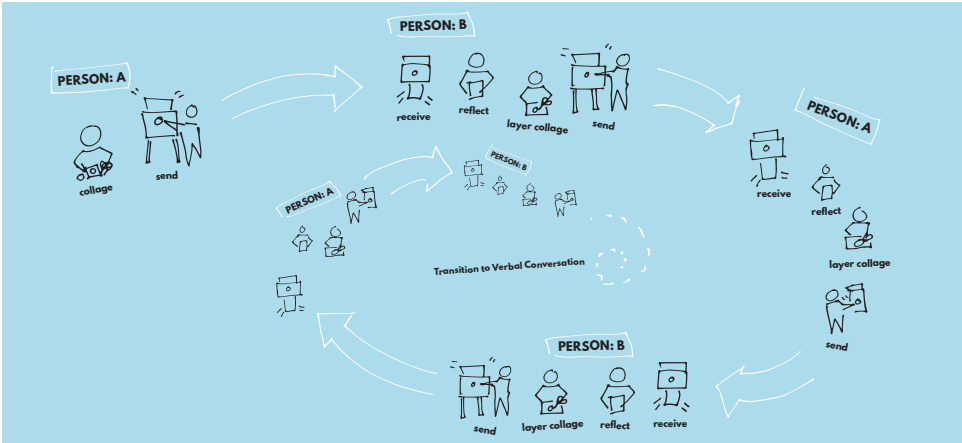 PERSON: A
collage
send
PERSON: B
receive
reflect
layer collage
send
PERSON: A
receive
reflect
layer collage
send
PERSON: B
receive
reflect
layer collage
send
PERSON: A
PERSON: B
Transition to Verbal Conversation